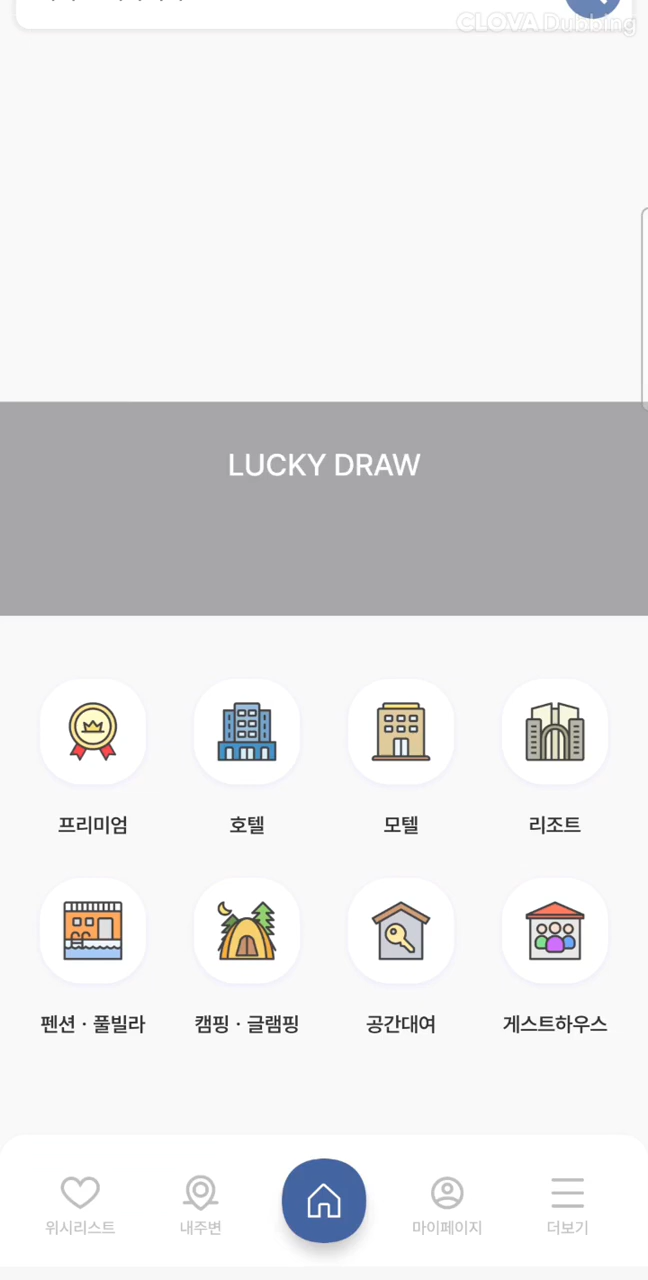 CLOVA Dubbing
LUCKY DRAW
프리미엄
호텔
모텔
리조트
펜션 · 풀빌라
캠핑 · 글램핑
공간대여
게스트하우스
위시리스트
내주변
마이페이지
더보기